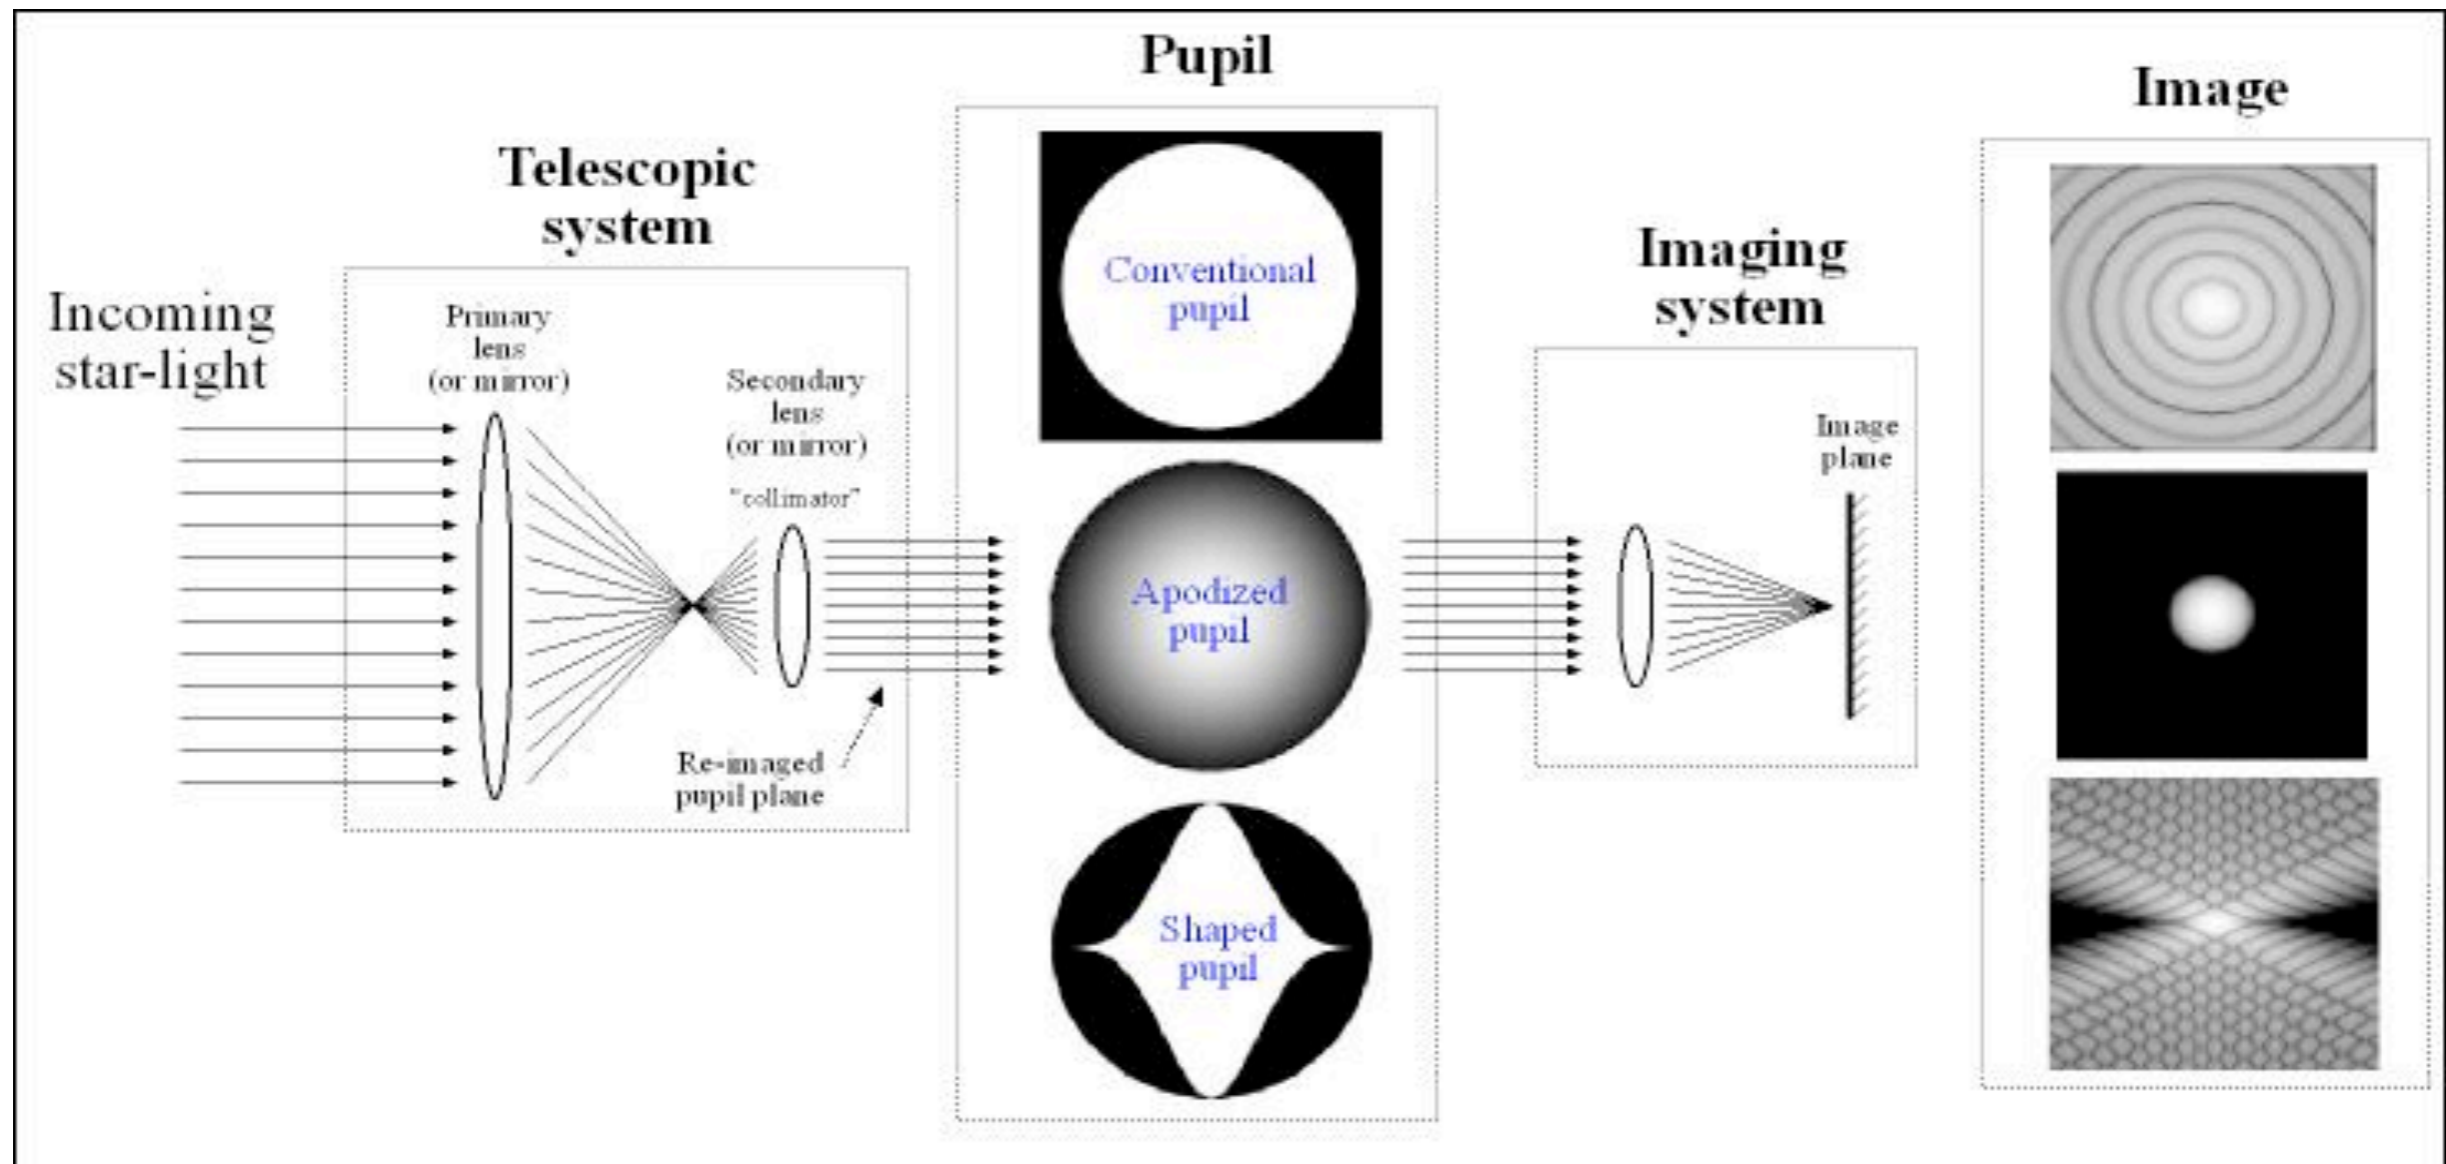 Pupil
Image
Telescopic
system
Imaging
system
Incoming
star-light
Primary
lens
(or mirror)
Secondary
lens
(or mirror)
"collimator"
Re-imaged
pupil plane
Conventional
pupil
Apodized
pupil
Shaped
pupil
Image
plane